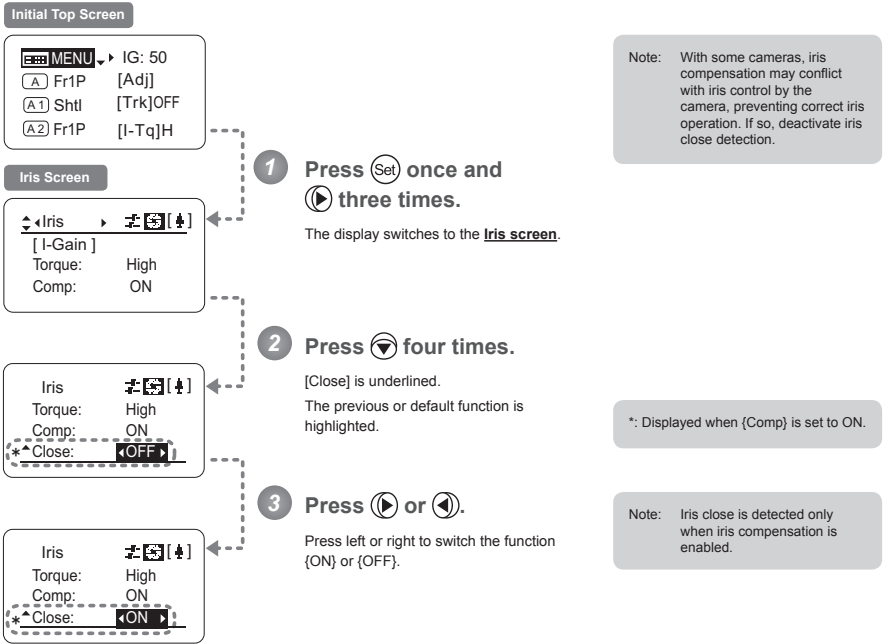 Initial Top Screen
MENU IG: 50
A Fr1P [Adj]
A1 Shtl [Trk]OFF
A2 Fr1P [I-Tq]H
Iris Screen
Iris [ ]
[ I-Gain ]
Torque: High
Comp: ON
Iris [ ]
Torque: High
Comp: ON
* Close: OFF
Iris [ ]
Torque: High
Comp: ON
* Close: ON
1 Press Set once and
three times.
The display switches to the Iris screen.
2 Press four times.
[Close] is underlined.
The previous or default function is
highlighted.
3 Press or .
Press left or right to switch the function
{ON} or {OFF}.
Note: With some cameras, iris
compensation may conflict
with iris control by the
camera, preventing correct iris
operation. If so, deactivate iris
close detection.
*: Displayed when {Comp} is set to ON.
Note: Iris close is detected only
when iris compensation is
enabled.